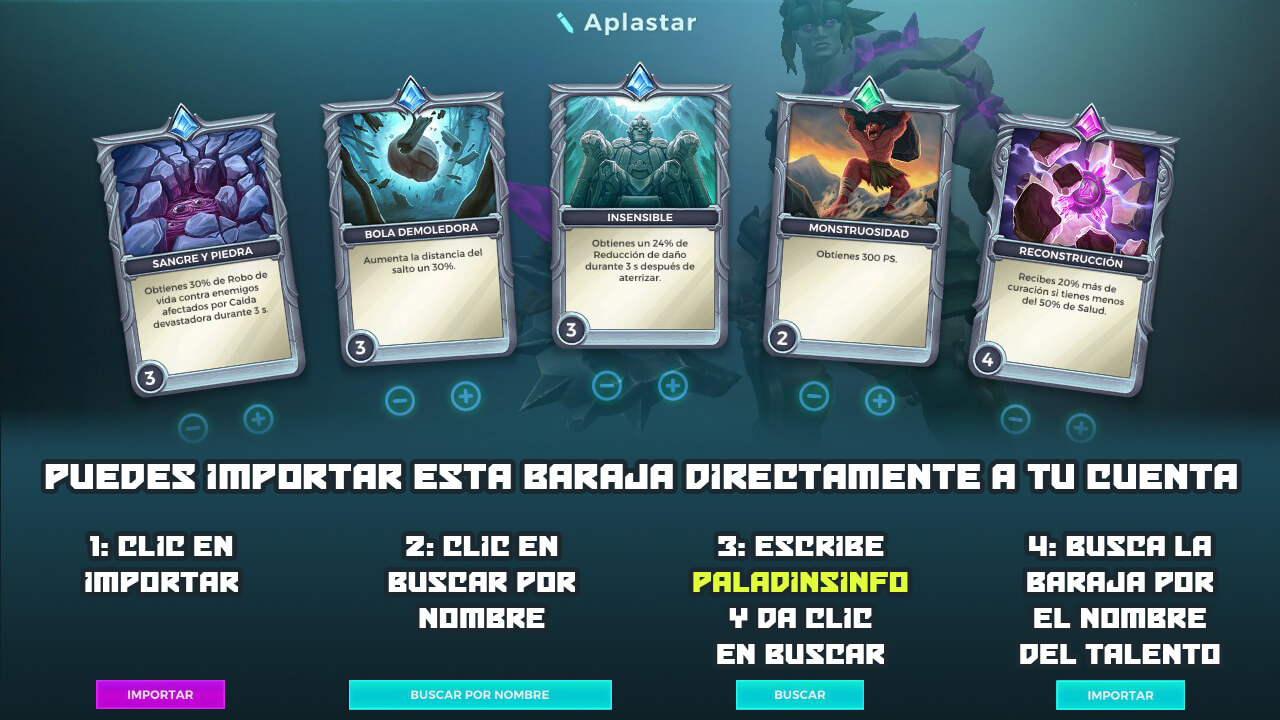 Aplastar
SANGRE Y PIEDRA
Obtienes 30% de Robo de
vida contra enemigos
afectados por Caída
devastadora durante 3 s.
3
BOLA DEMOLEDORA
Aumenta la distancia del
salto un 30%.
3
INSENSIBLE
Obtienes un 24% de
Reducción de daño
durante 3 s después de
aterrizar.
3
MONSTRUOSIDAD
Obtienes 300 PS.
2
RECONSTRUCCIÓN
Recibes 20% más de
curación si tienes menos
del 50% de Salud.
4
PUEDES IMPORTAR ESTA BARAJA DIRECTAMENTE A TU CUENTA
1: CLIC EN
IMPORTAR
IMPORTAR
2: CLIC EN
BUSCAR POR
NOMBRE
BUSCAR POR NOMBRE
3: ESCRIBE
PALADINSINFO
Y DA CLIC
EN BUSCAR
BUSCAR
4: BUSCA LA
BARAJA POR
EL NOMBRE
DEL TALENTO
IMPORTAR